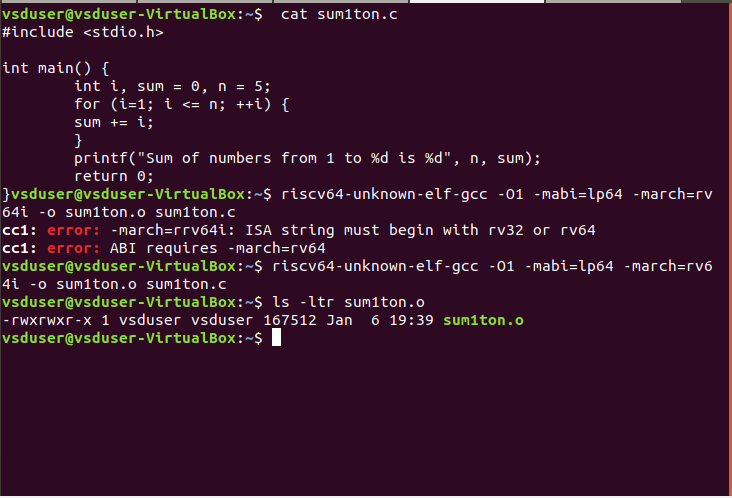 vsduser@vsduser-VirtualBox:~$  cat sum1ton.c
#include <stdio.h>

int main() {
        int i, sum = 0, n = 5;
        for (i=1; i <= n; ++i) {
        sum += i;
        }
        printf("Sum of numbers from 1 to %d is %d", n, sum);
        return 0;
}vsduser@vsduser-VirtualBox:~$ riscv64-unknown-elf-gcc -O1 -mabi=lp64 -march=rv
64i -o sum1ton.o sum1ton.c
cc1: error: -march=rrv64i: ISA string must begin with rv32 or rv64
cc1: error: ABI requires -march=rv64
vsduser@vsduser-VirtualBox:~$ riscv64-unknown-elf-gcc -O1 -mabi=lp64 -march=rv6
4i -o sum1ton.o sum1ton.c
vsduser@vsduser-VirtualBox:~$ ls -ltr sum1ton.o
-rwxrwxr-x 1 vsduser vsduser 167512 Jan  6 19:39 sum1ton.o
vsduser@vsduser-VirtualBox:~$